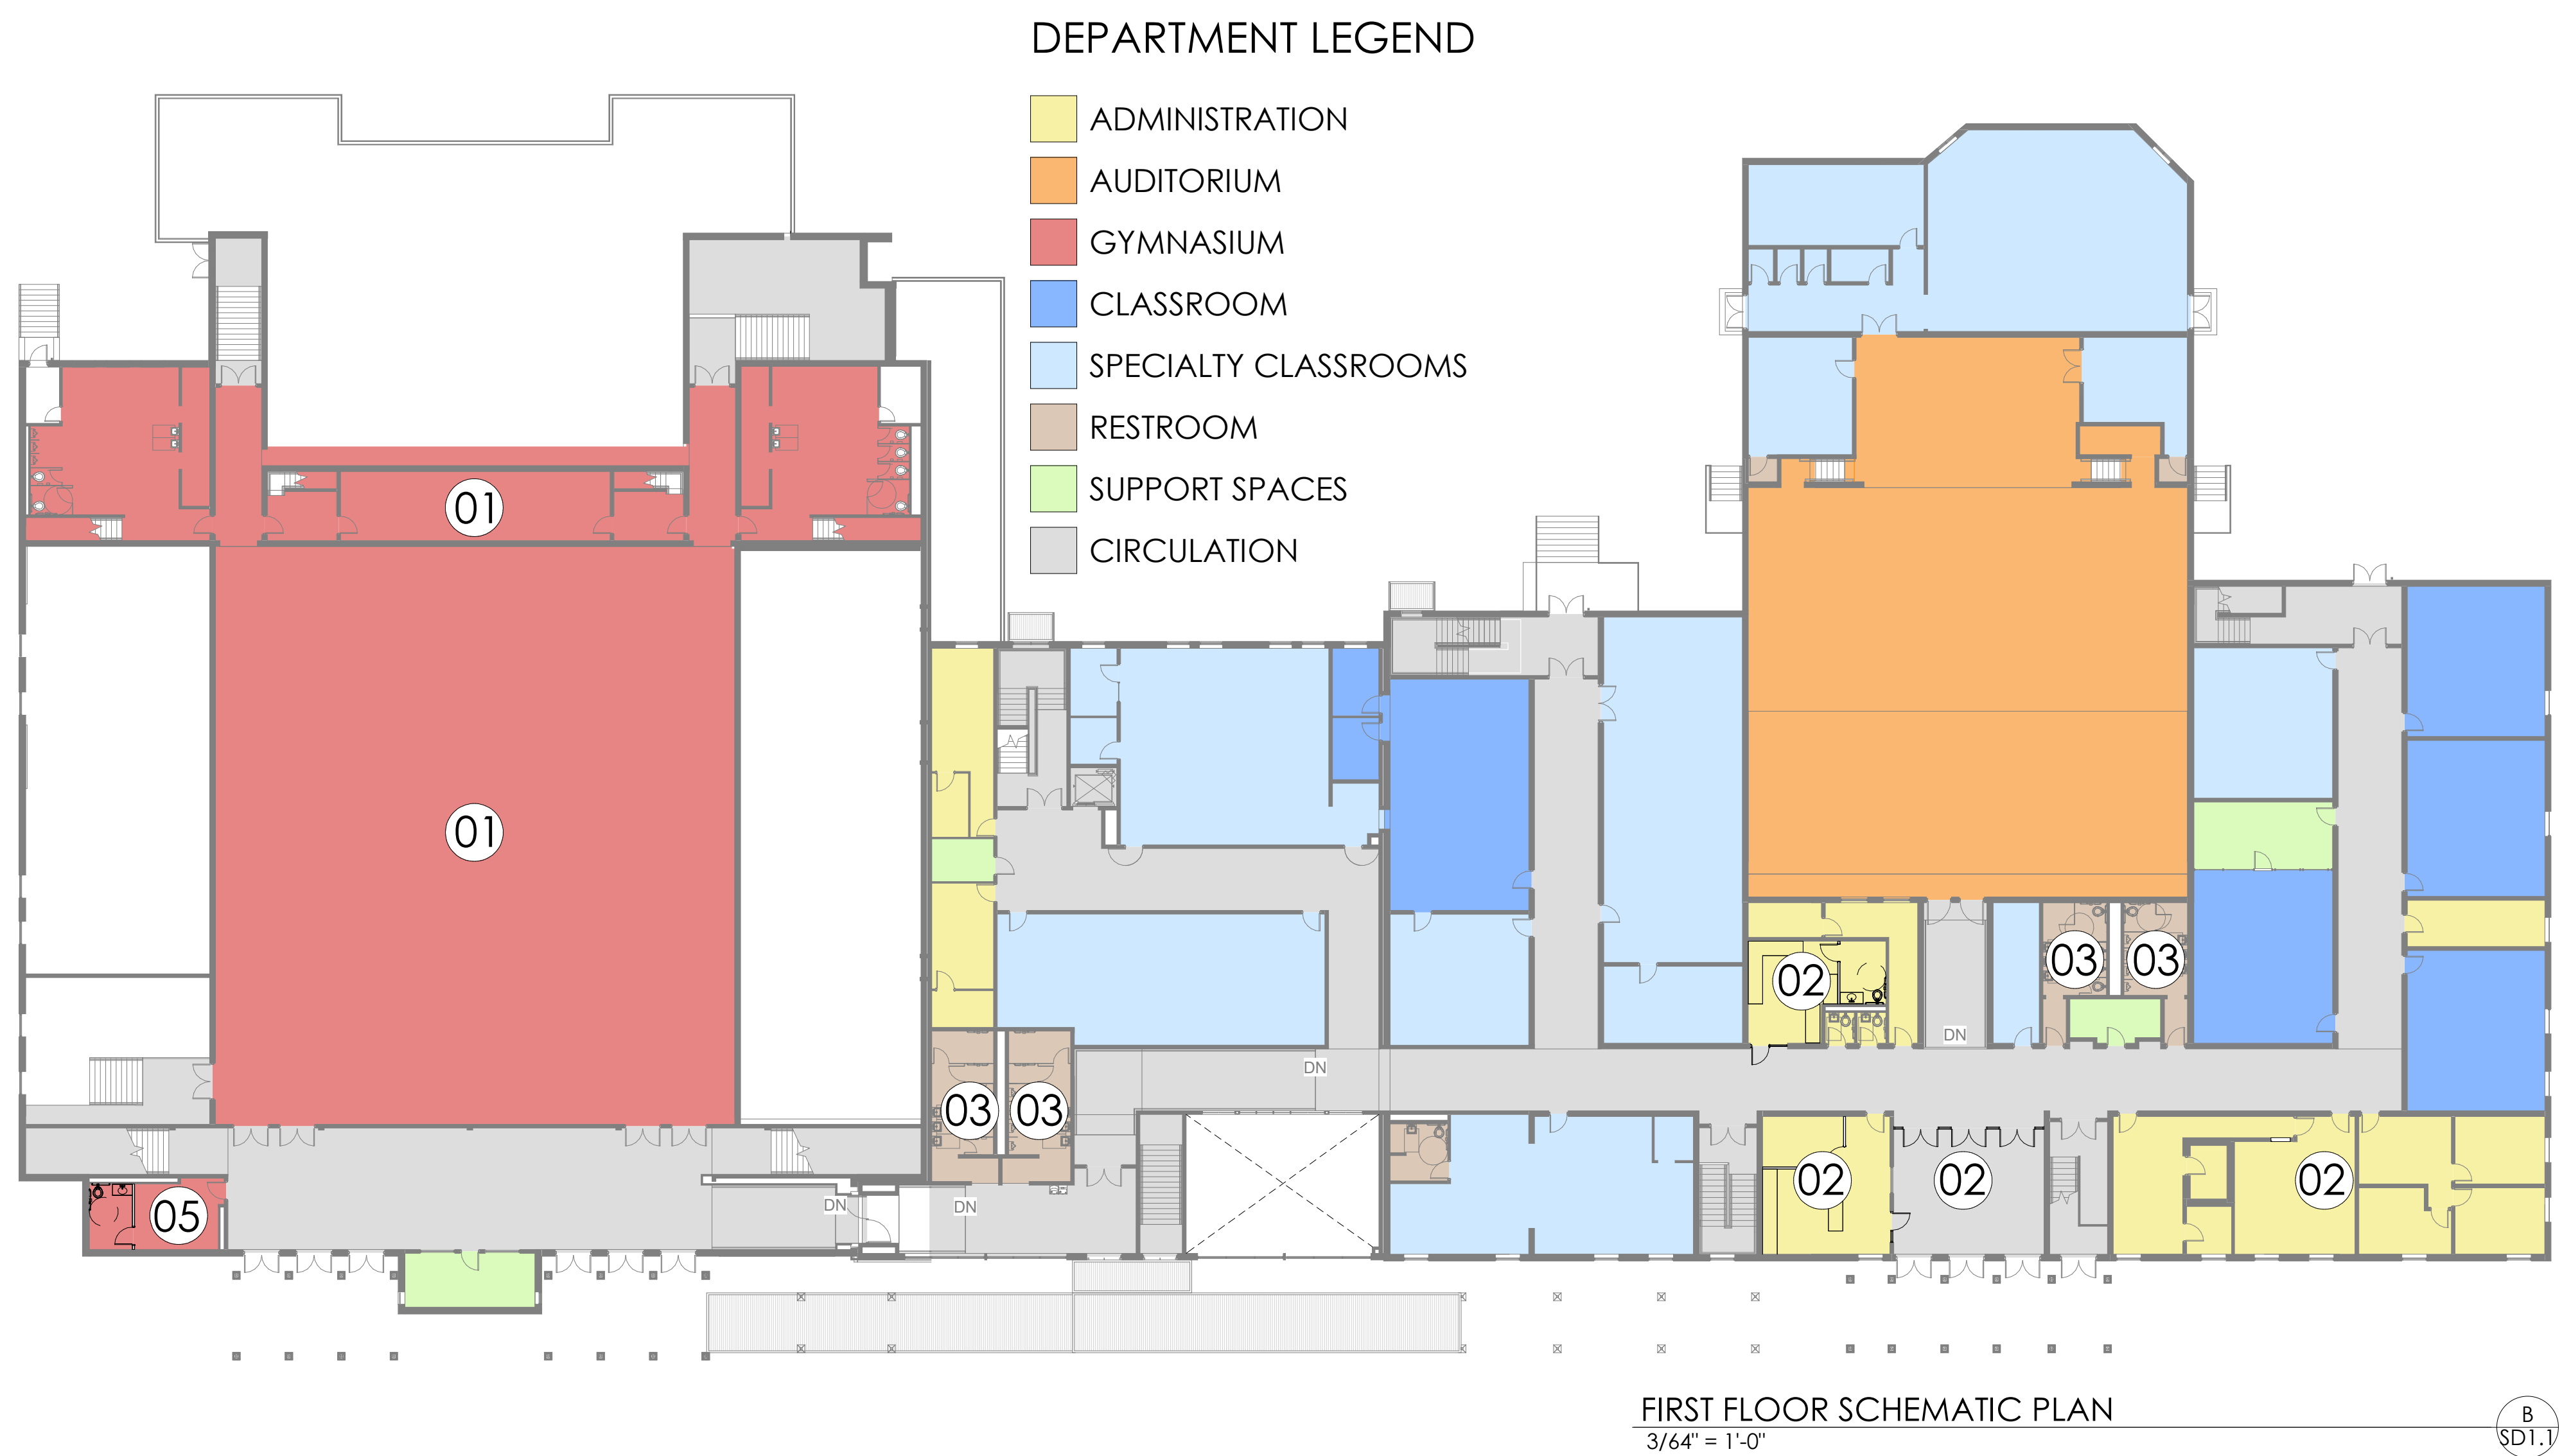 DEPARTMENT LEGEND
ADMINISTRATION
AUDITORIUM
GYMNASIUM
CLASSROOM
SPECIALTY CLASSROOMS
RESTROOM
SUPPORT SPACES
CIRCULATION
01
01
03
03
02
DN
DN
03
03
02
02
02
05
DN
DN
FIRST FLOOR SCHEMATIC PLAN
3/64" = 1'-0"
B
SD1.1